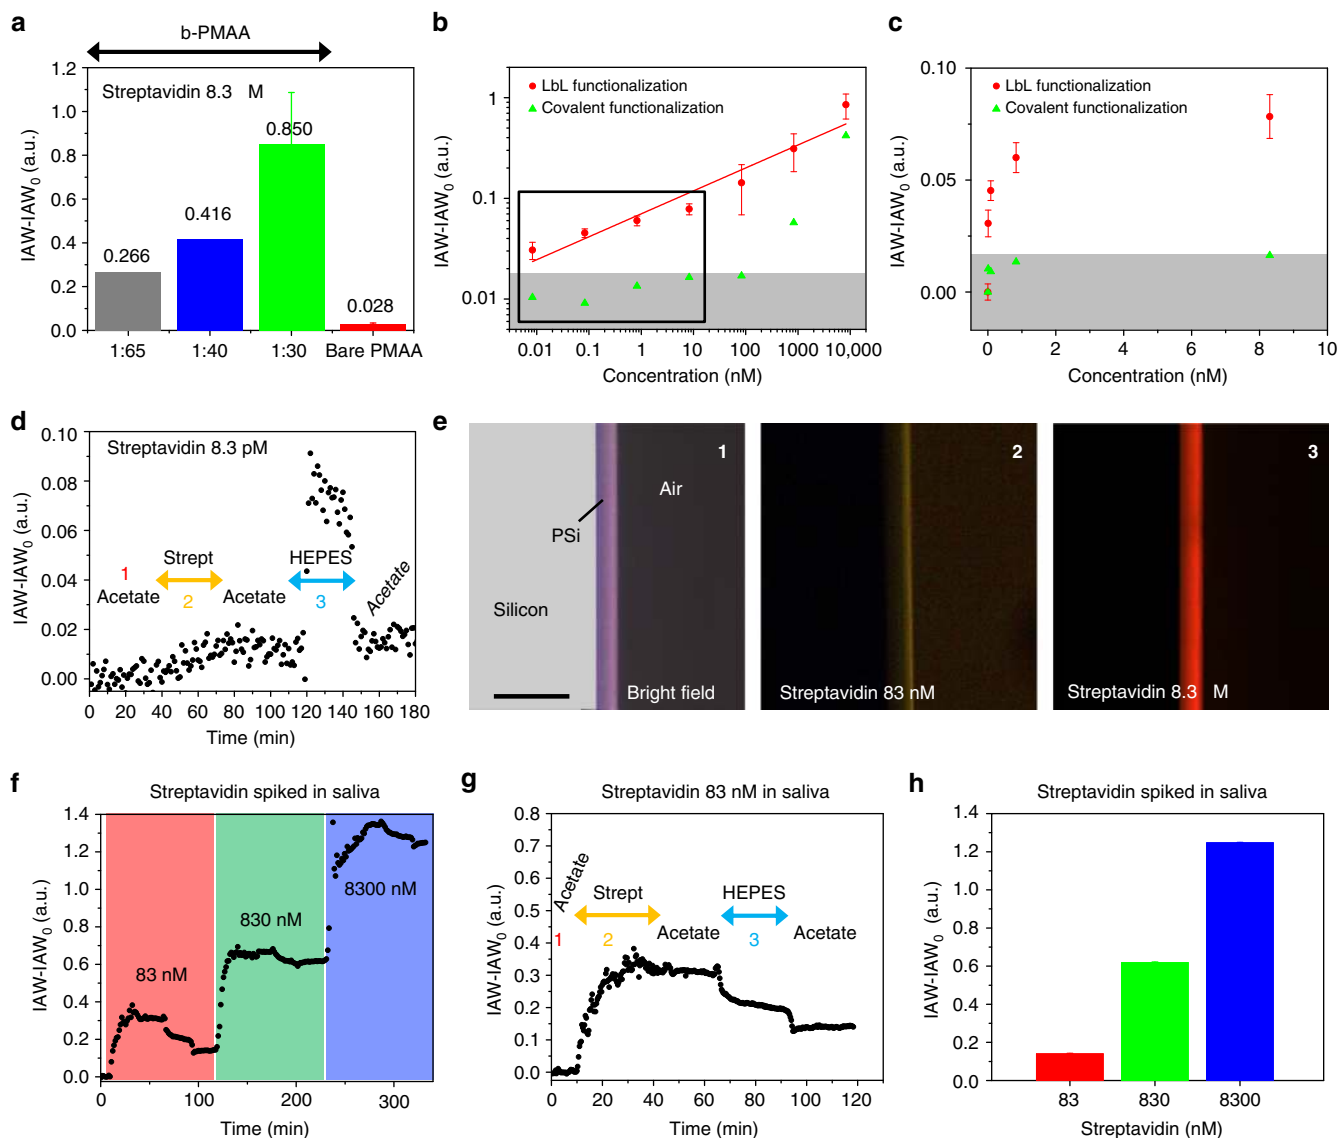 a
b-PMAA
Streptavidin 8.3 M
IAW-IAW0 (a.u.)
1.2
1.0
0.8
0.6
0.4
0.2
0.0
0.266
0.416
0.850
0.028
1:65 1:40 1:30 Bare PMAA
b
LbL functionalization
Covalent functionalization
IAW-IAW0 (a.u.)
1
0.1
0.01
0.01 0.1 1 10 100 1000 10,000
Concentration (nM)
c
LbL functionalization
Covalent functionalization
IAW-IAW0 (a.u.)
0.10
0.05
0.00
0 2 4 6 8 10
Concentration (nM)
d
Streptavidin 8.3 pM
IAW-IAW0 (a.u.)
0.10
0.08
0.06
0.04
0.02
0.00
1
Acetate
Strept
2
Acetate
HEPES
3
Acetate
0 20 40 60 80 100 120 140 160 180
Time (min)
e
1
Air
PSi
Silicon
Bright field
2
Streptavidin 83 nM
3
Streptavidin 8.3 M
f
Streptavidin spiked in saliva
IAW-IAW0 (a.u.)
1.4
1.2
1.0
0.8
0.6
0.4
0.2
0.0
83 nM
830 nM
8300 nM
0 100 200 300
Time (min)
g
Streptavidin 83 nM in saliva
IAW-IAW0 (a.u.)
0.8
0.7
0.6
0.5
0.4
0.3
0.2
0.1
0.0
Acetate
1
Strept
2
Acetate
HEPES
3
Acetate
0 20 40 60 80 100 120
Time (min)
h
Streptavidin spiked in saliva
IAW-IAW0 (a.u.)
1.4
1.2
1.0
0.8
0.6
0.4
0.2
0.0
83 830 8300
Streptavidin (nM)